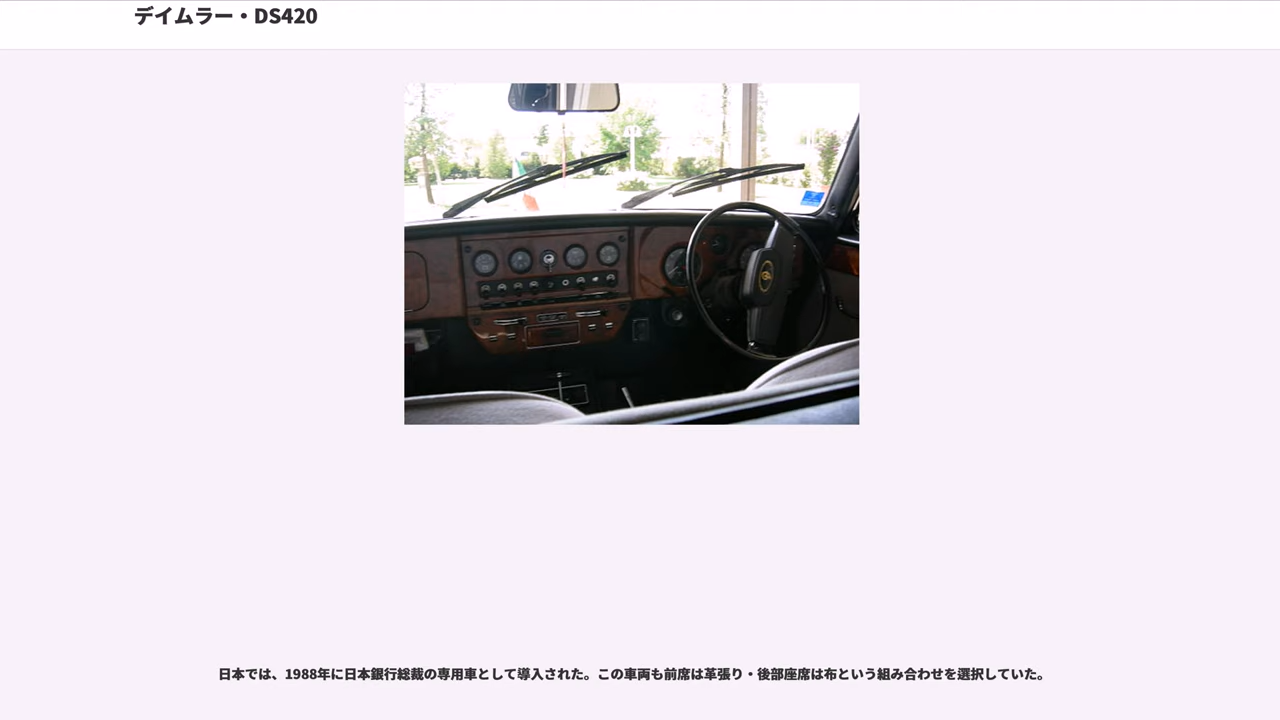 デイムラー・DS420
日本では、1988年に日本銀行総裁の専用車として導入された。この車両も前席は革張り・後部座席は布という組み合わせを選択していた。